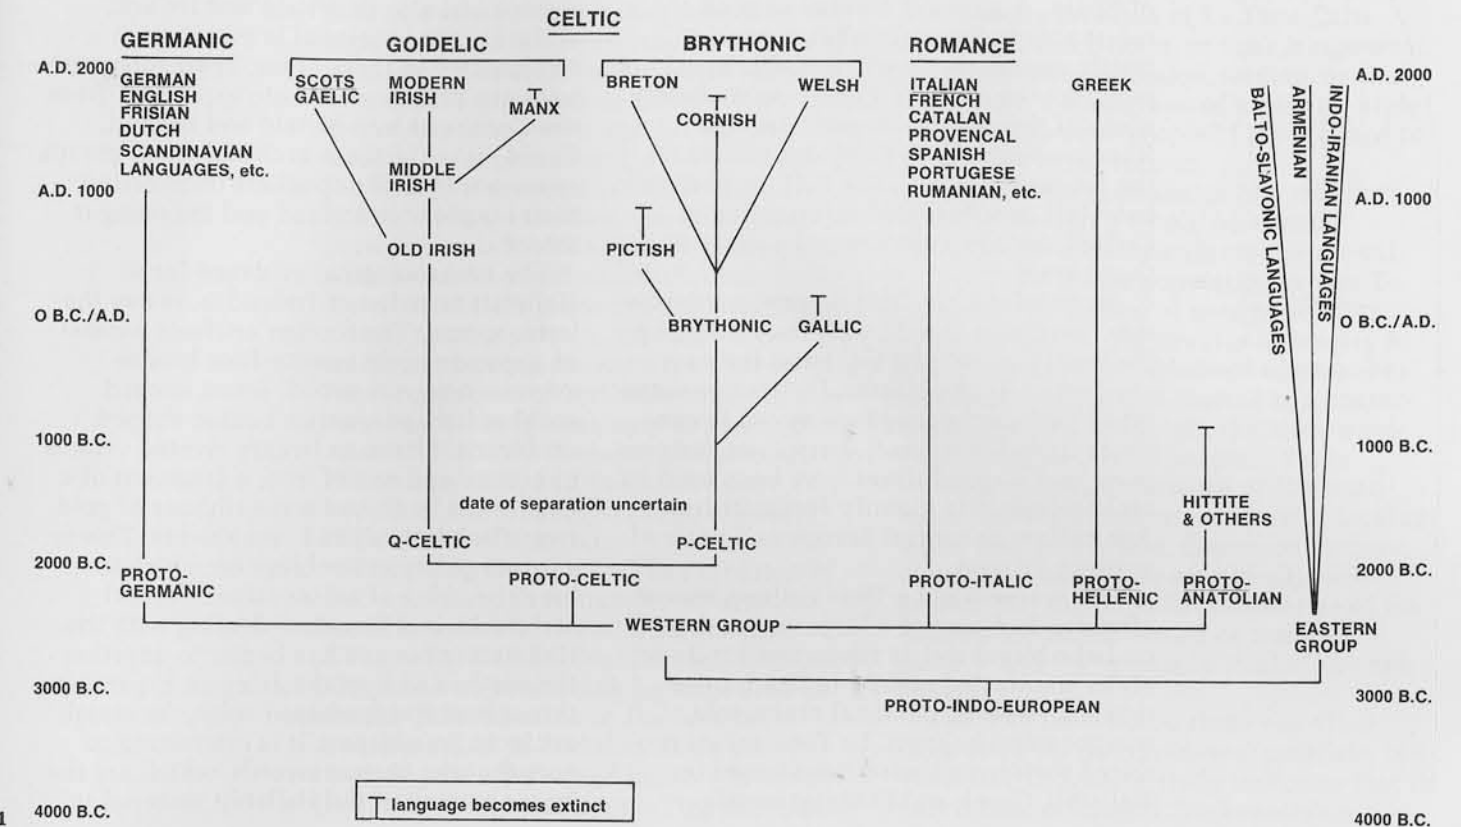 CELTIC
GERMANIC
GOIDELIC
BRYTHONIC
ROMANCE
A.D. 2000
A.D. 2000
GERMAN
ENGLISH
FRISIAN
DUTCH
SCANDINAVIAN
LANGUAGES, etc.
SCOTS
GAELIC
MODERN
IRISH
MANX
BRETON
CORNISH
WELSH
ITALIAN
FRENCH
CATALAN
PROVENCAL
SPANISH
PORTUGESE
RUMANIAN, etc.
GREEK
BALTO-SLAVONIC LANGUAGES
ARMENIAN
INDO-IRANIAN LANGUAGES
A.D. 1000
A.D. 1000
MIDDLE
IRISH
OLD IRISH
PICTISH
O B.C./A.D.
O B.C./A.D.
BRYTHONIC
GALLIC
1000 B.C.
1000 B.C.
date of separation uncertain
HITTITE
& OTHERS
Q-CELTIC
P-CELTIC
2000 B.C.
2000 B.C.
PROTO-
GERMANIC
PROTO-CELTIC
PROTO-ITALIC
PROTO-
HELLENIC
PROTO-
ANATOLIAN
WESTERN GROUP
EASTERN
GROUP
3000 B.C.
3000 B.C.
PROTO-INDO-EUROPEAN
language becomes extinct
4000 B.C.
4000 B.C.
1